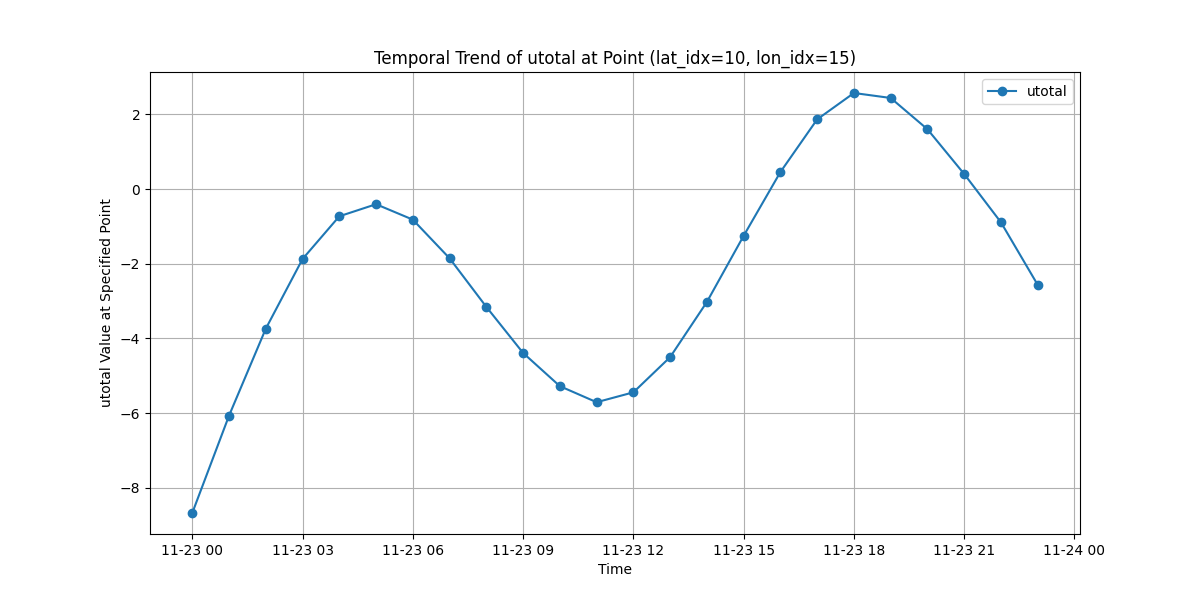 Temporal Trend of utotal at Point (lat_idx=10, lon_idx=15)
utotal
utotal Value at Specified Point
2
0
−2
−4
−6
−8
11-23 00 11-23 03 11-23 06 11-23 09 11-23 12 11-23 15 11-23 18 11-23 21 11-24 00
Time